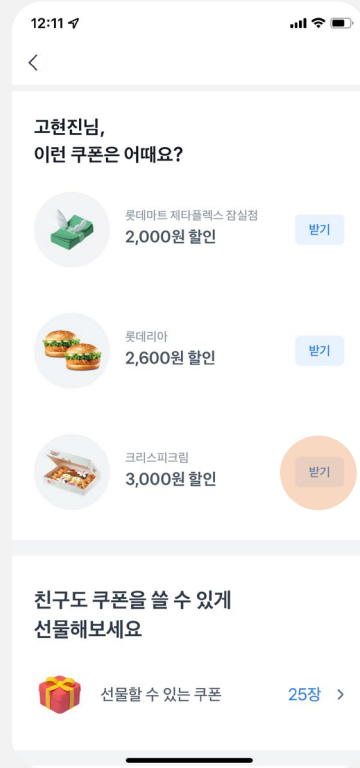 12:11
고현진님,
이런 쿠폰은 어때요?
롯데마트 제타플렉스 잠실점
2,000원 할인
받기
롯데리아
2,600원 할인
받기
크리스피크림
3,000원 할인
받기
친구도 쿠폰을 쓸 수 있게
선물해보세요
선물할 수 있는 쿠폰
25장